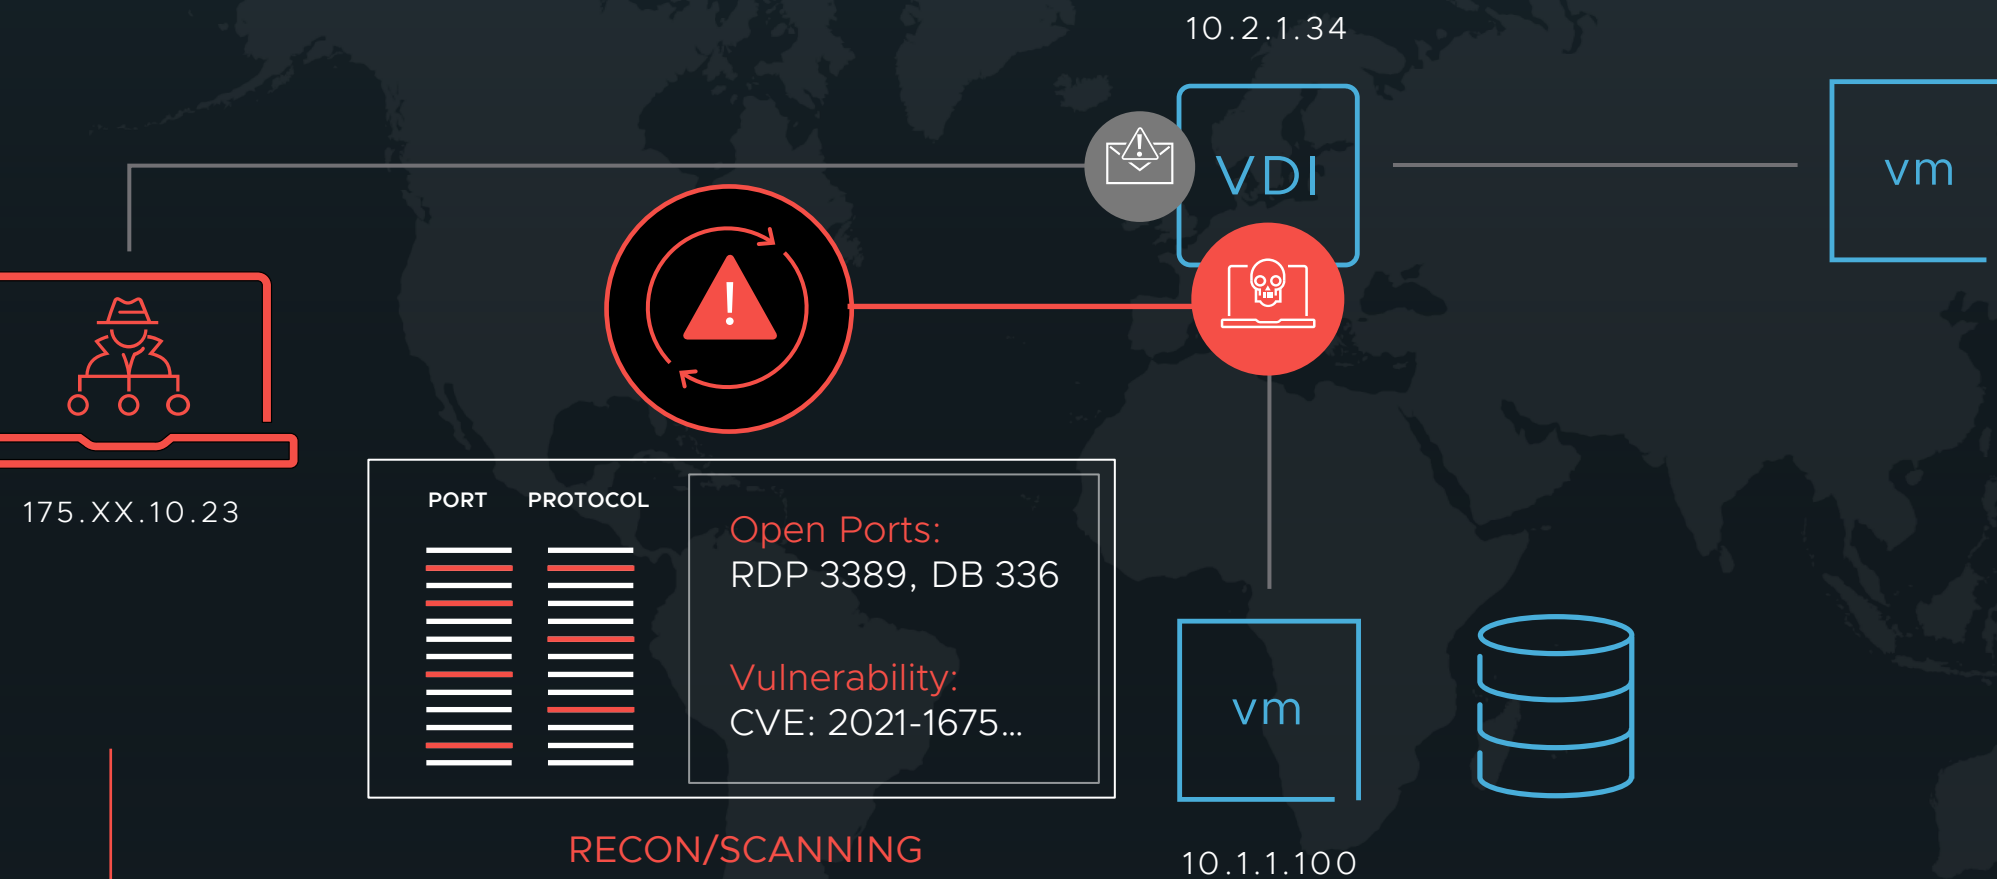 10.2.1.34
VDI
vm
175.XX.10.23
PORT PROTOCOL
Open Ports:
RDP 3389, DB 336
Vulnerability:
CVE: 2021-1675...
vm
RECON/SCANNING
10.1.1.100